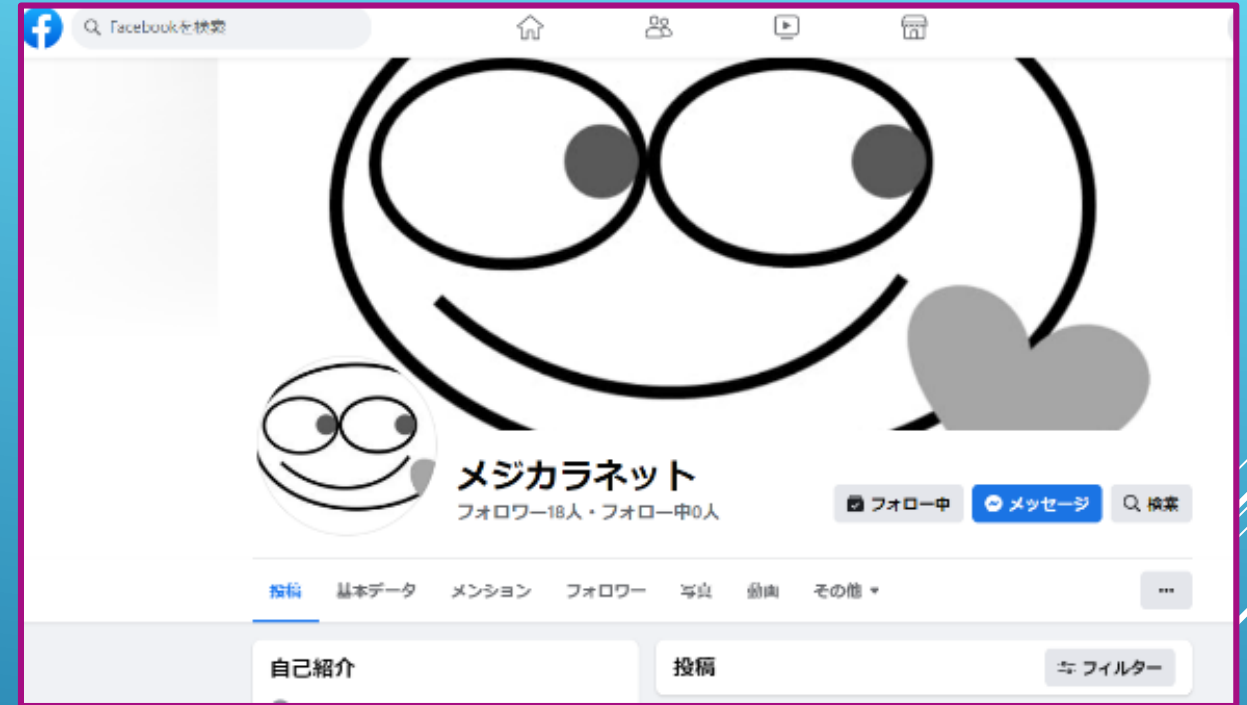 Facebookを検索
メジカラネット
フォロワー18人・フォロー中0人
フォロー中
メッセージ
検索
投稿 基本データ メンション フォロワー 写真 動画 その他
自己紹介
投稿
フィルター